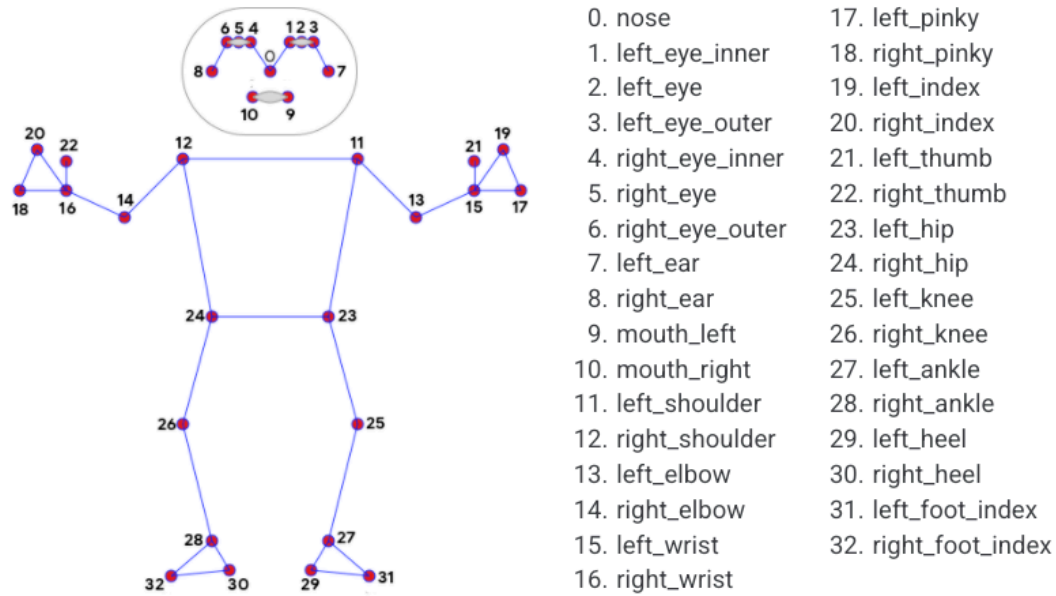 6 5 4 1 2 3
0
8 7
10 9
20 22 12 11 21 19
18 16 14 13 15 17
24 23
26 25
28 27
32 30 29 31
0. nose
1. left_eye_inner
2. left_eye
3. left_eye_outer
4. right_eye_inner
5. right_eye
6. right_eye_outer
7. left_ear
8. right_ear
9. mouth_left
10. mouth_right
11. left_shoulder
12. right_shoulder
13. left_elbow
14. right_elbow
15. left_wrist
16. right_wrist
17. left_pinky
18. right_pinky
19. left_index
20. right_index
21. left_thumb
22. right_thumb
23. left_hip
24. right_hip
25. left_knee
26. right_knee
27. left_ankle
28. right_ankle
29. left_heel
30. right_heel
31. left_foot_index
32. right_foot_index